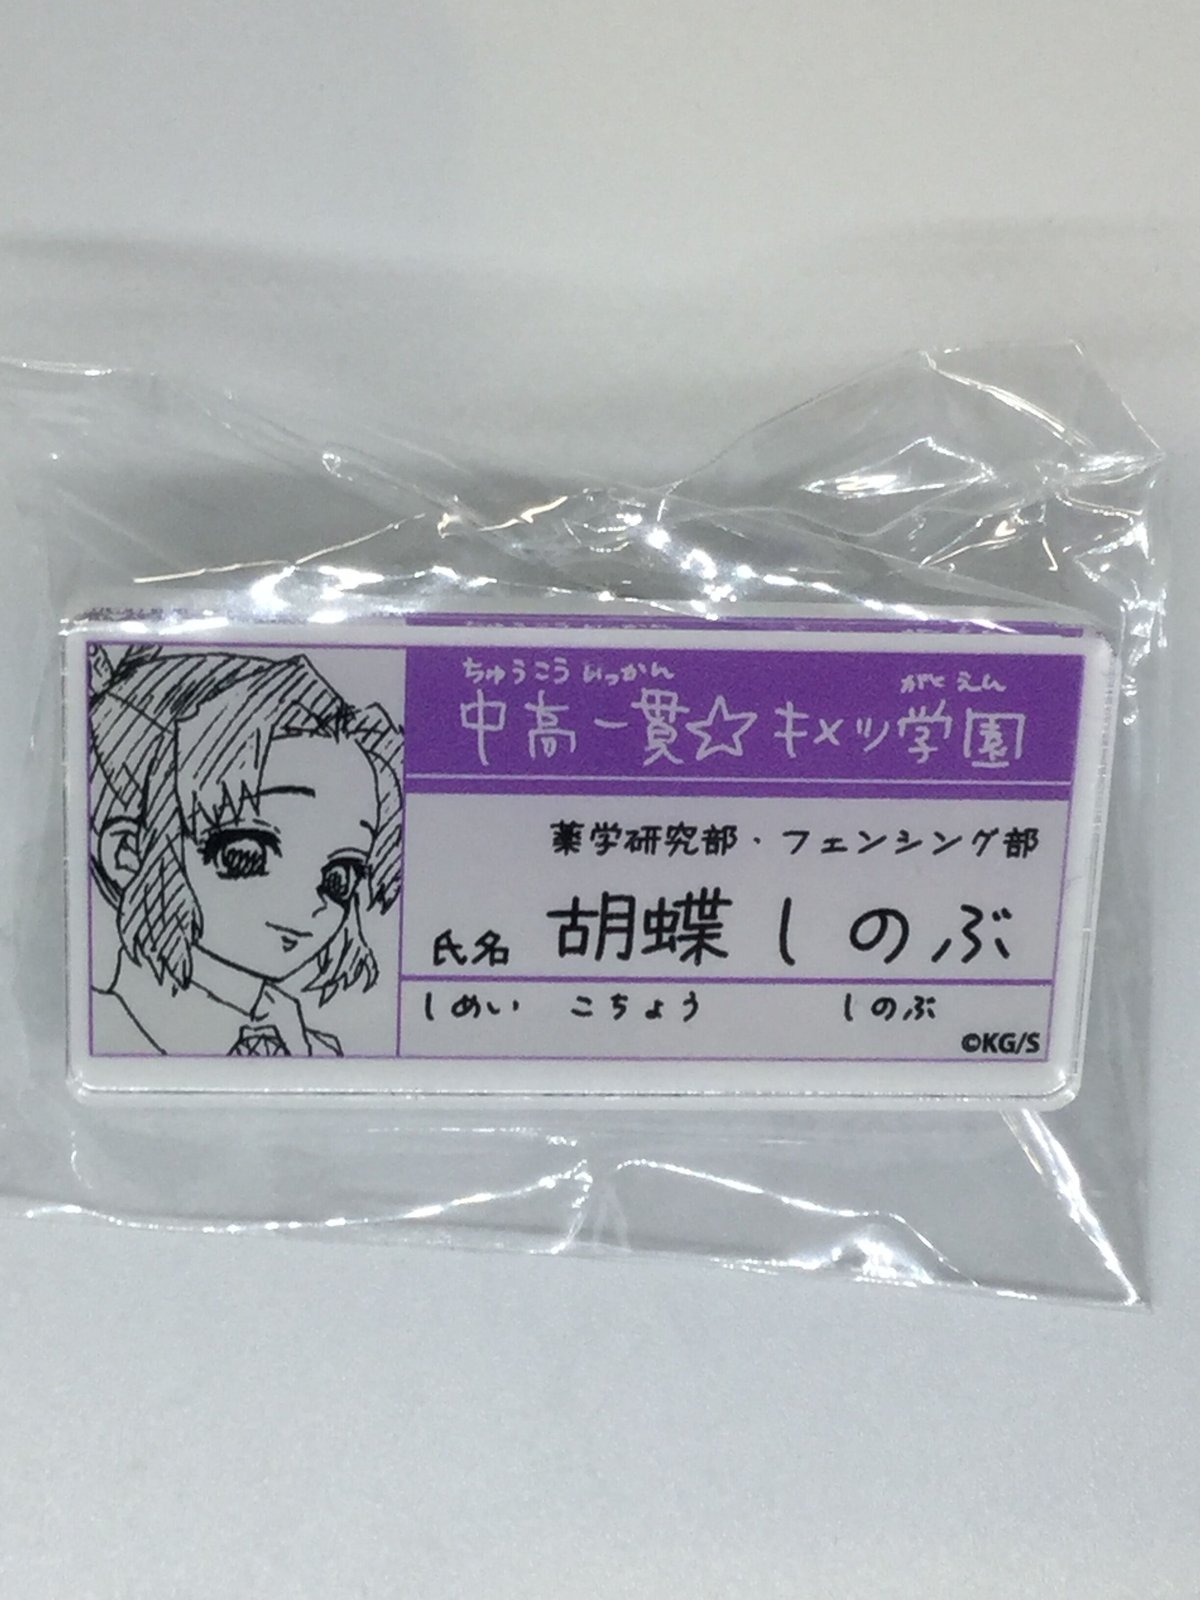 ちゅうこういっかん がくえん
中高一貫☆キメツ学園
薬学研究部・フェンシング部
氏名 胡蝶しのぶ
しめい こちょう しのぶ
©KG/S